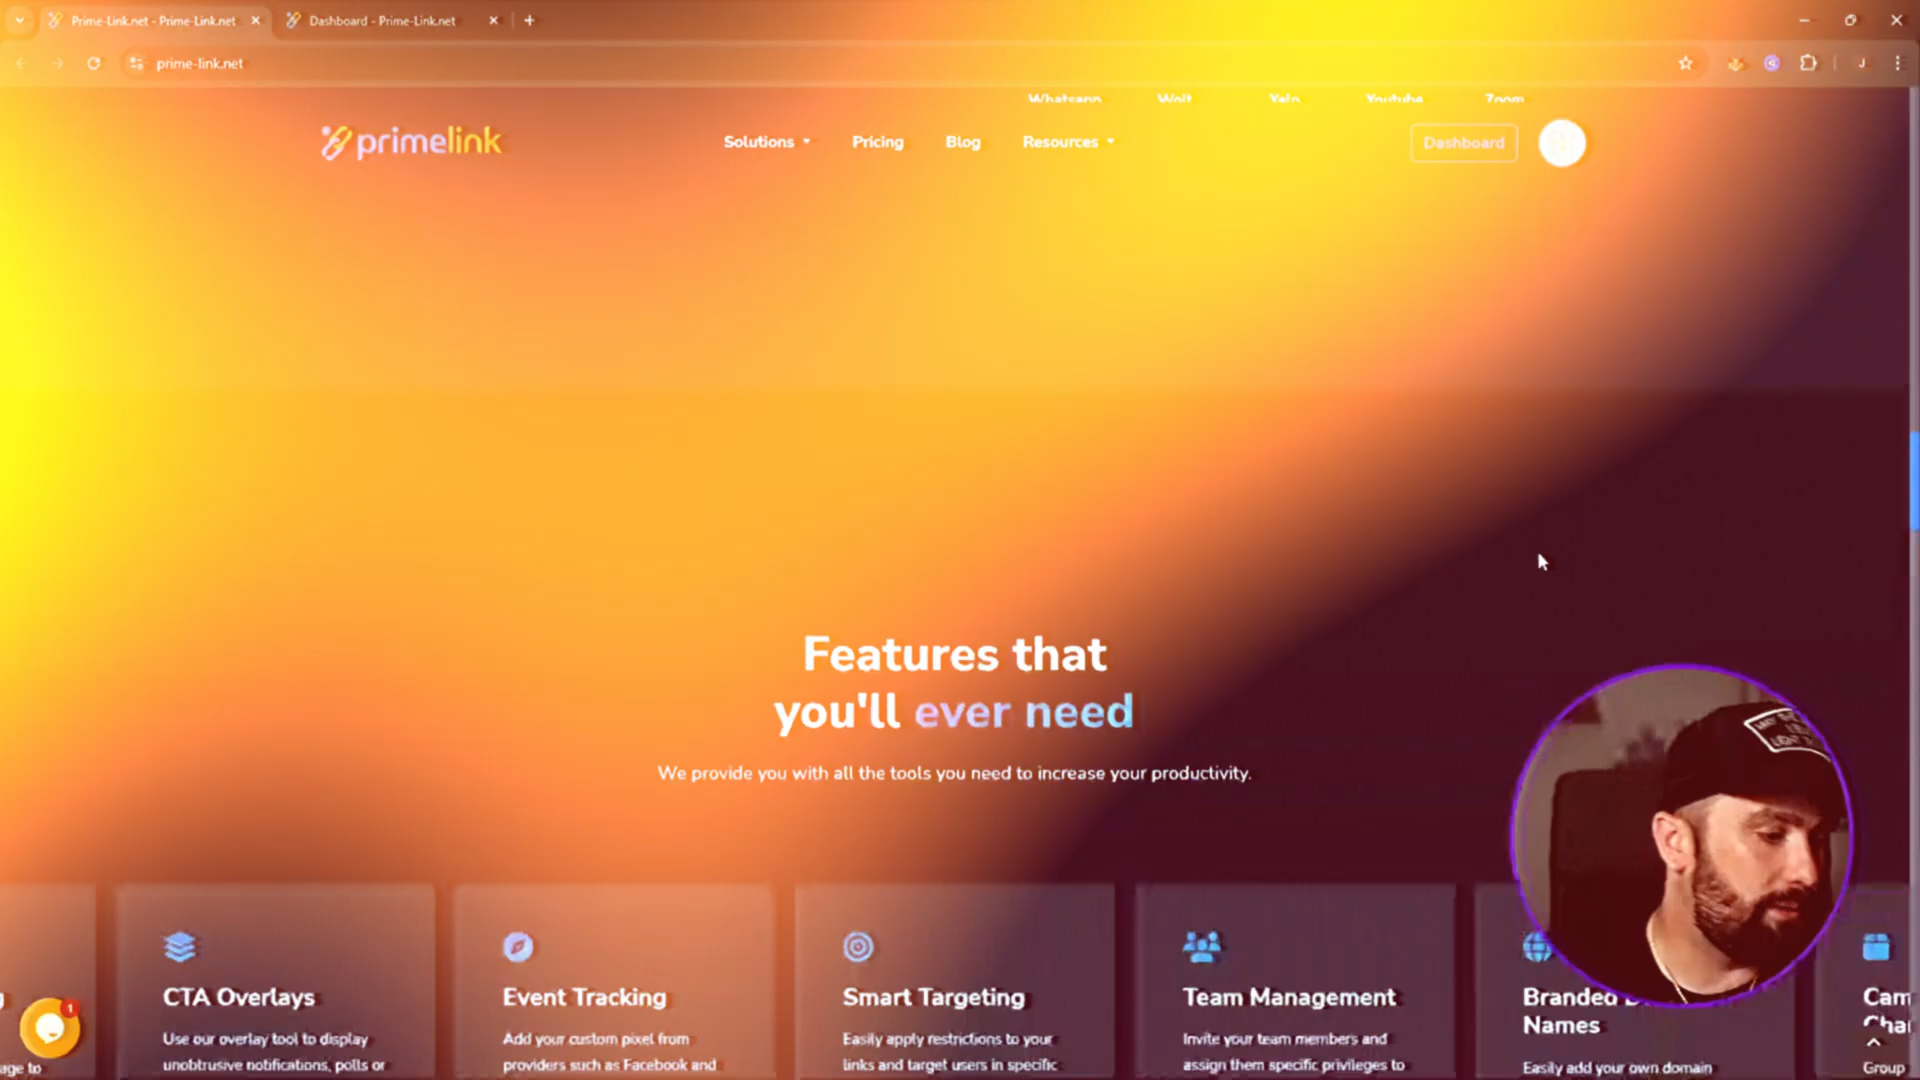 Prime-Link.net - Prime-Link.net
Dashboard - Prime-Link.net
prime-link.net
J
Whatsapp Wolt Yelp Youtube Zoom
primelink
Solutions
Pricing
Blog
Resources
Dashboard
Features that
you'll ever need
We provide you with all the tools you need to increase your productivity.
CTA Overlays
Use our overlay tool to display
unobtrusive notifications, polls or
Event Tracking
Add your custom pixel from
providers such as Facebook and
Smart Targeting
Easily apply restrictions to your
links and target users in specific
Team Management
Invite your team members and
assign them specific privileges to
Branded
Names
Easily add your own domain
Group
1
age to